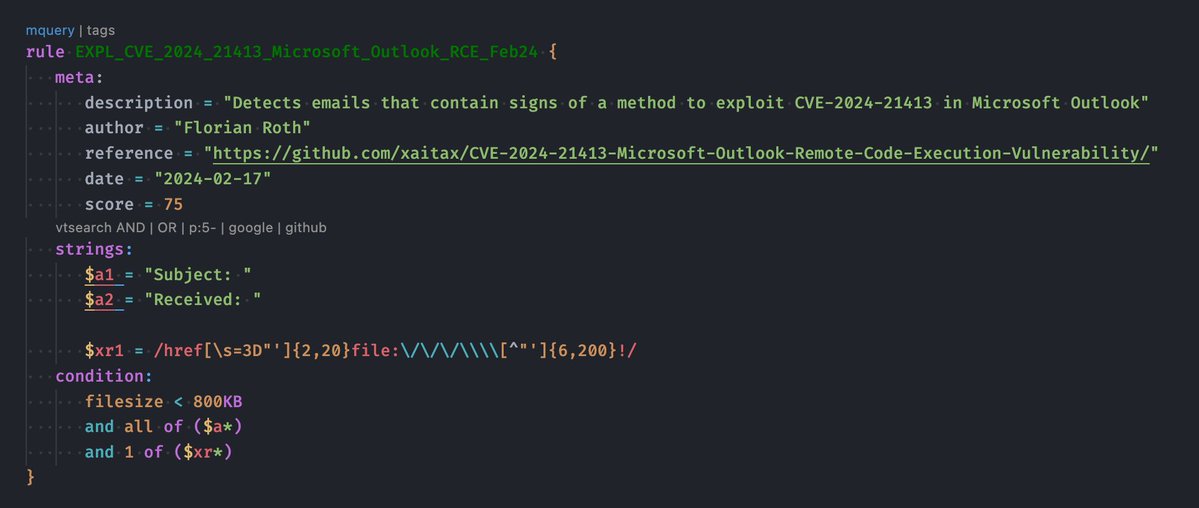 mquery | tags
rule EXPL_CVE_2024_21413_Microsoft_Outlook_RCE_Feb24 {
meta:
description = "Detects emails that contain signs of a method to exploit CVE-2024-21413 in Microsoft Outlook"
author = "Florian Roth"
reference = "https://github.com/xaitax/CVE-2024-21413-Microsoft-Outlook-Remote-Code-Execution-Vulnerability/"
date = "2024-02-17"
score = 75
vtsearch AND | OR | p:5- | google | github
strings:
$a1 = "Subject: "
$a2 = "Received: "
$xr1 = /href[\s=3D"']{2,20}file:\/\/\/\\\\[^"']{6,200}!/
condition:
filesize < 800KB
and all of ($a*)
and 1 of ($xr*)
}